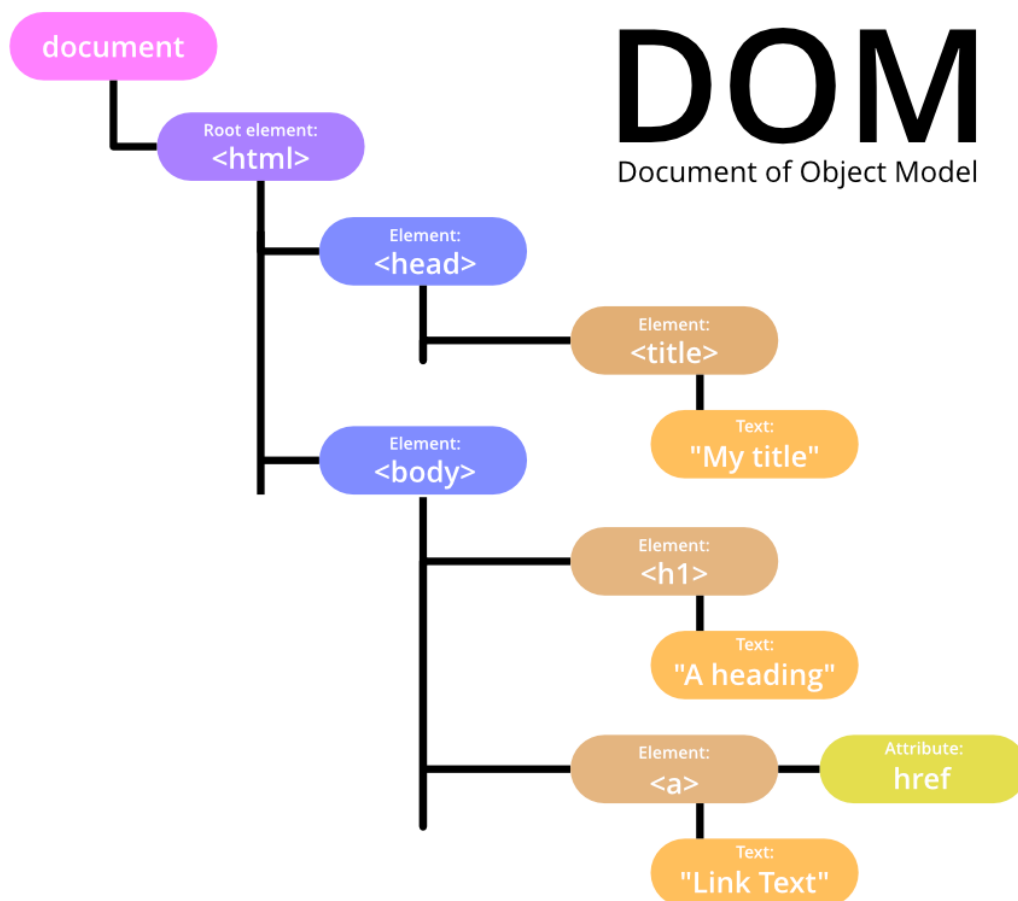 document
DOM
Document of Object Model
Root element:
<html>
Element:
<head>
Element:
<title>
Text:
"My title"
Element:
<body>
Element:
<h1>
Text:
"A heading"
Element:
<a>
Attribute:
href
Text:
"Link Text"